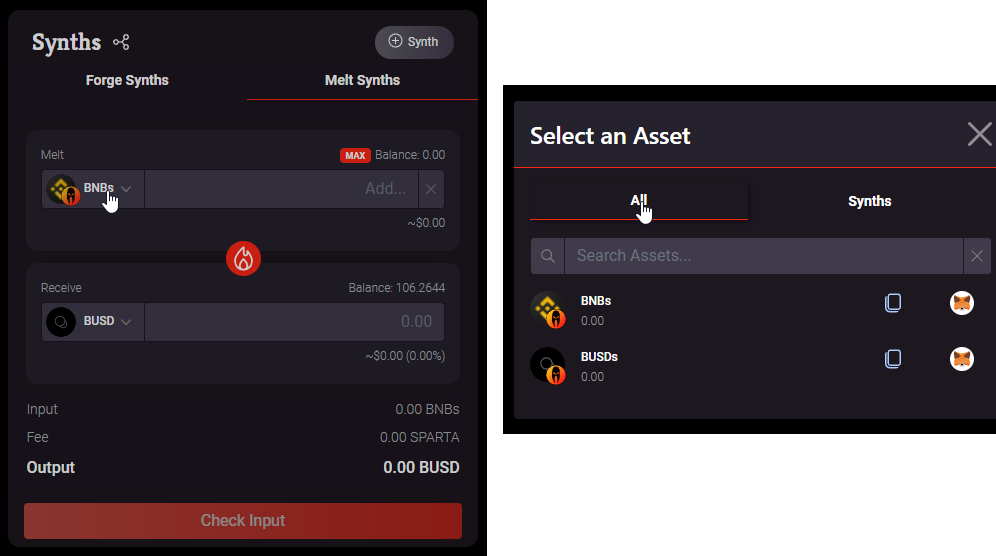 Synths
Synth
Forge Synths
Melt Synths
Melt
MAX Balance: 0.00
BNBs
Add...
~$0.00
Receive
Balance: 106.2644
BUSD
0.00
~$0.00 (0.00%)
Input
0.00 BNBs
Fee
0.00 SPARTA
Output
0.00 BUSD
Check Input
Select an Asset
All
Synths
Search Assets...
BNBs
0.00
BUSDs
0.00